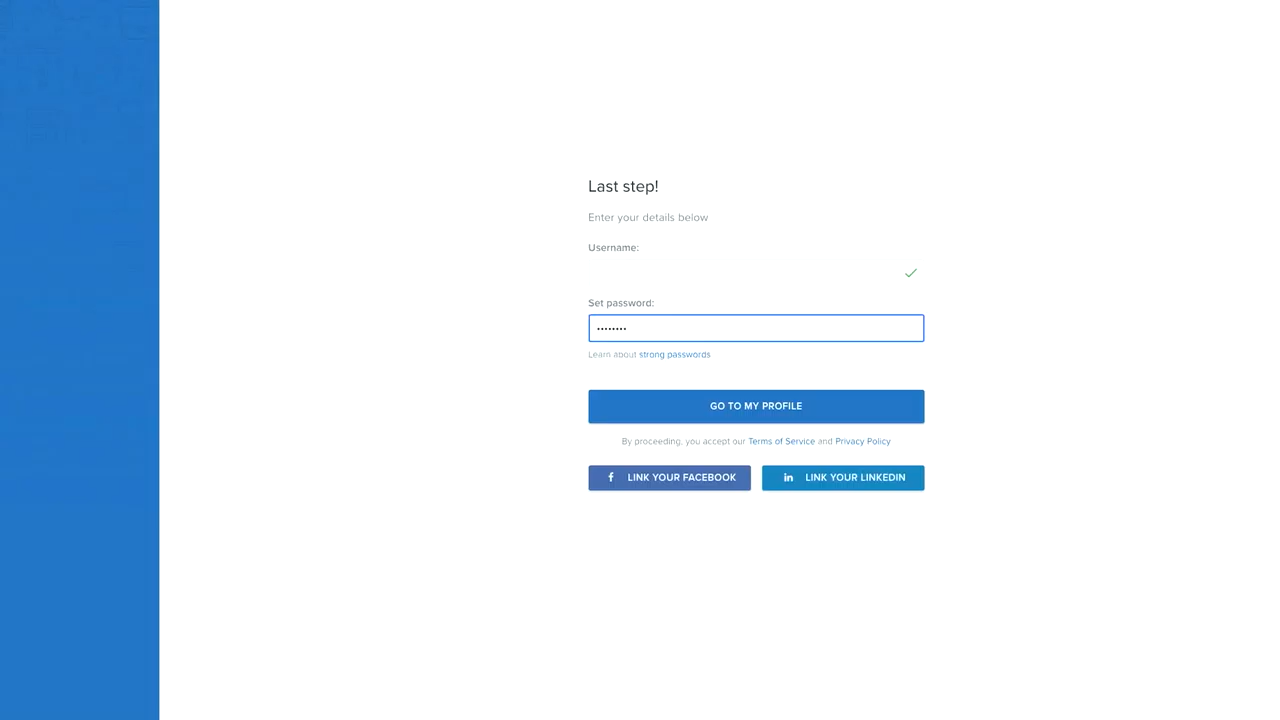 Last step!
Enter your details below
Username:
Set password:
••••••••
Learn about strong passwords
GO TO MY PROFILE
By proceeding, you accept our Terms of Service and Privacy Policy
f LINK YOUR FACEBOOK
in LINK YOUR LINKEDIN